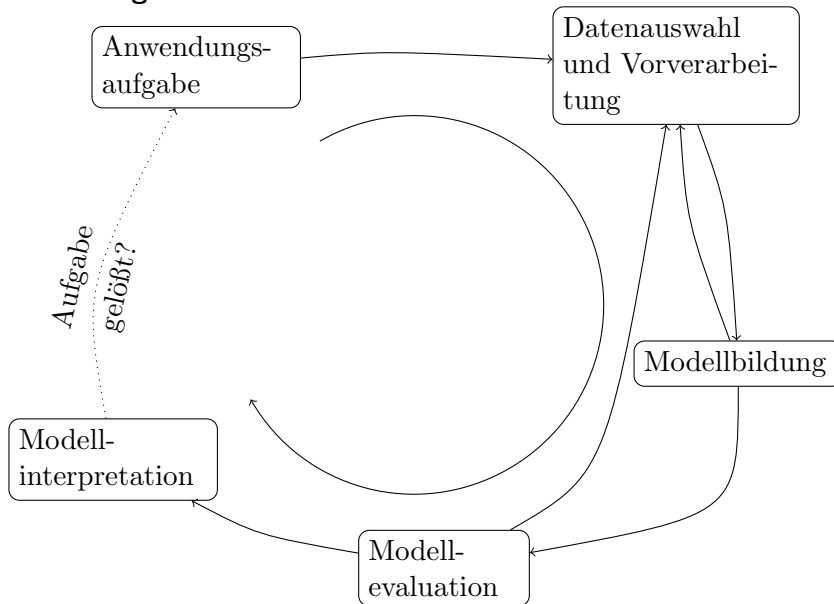 Anwendungs-
aufgabe
Datenauswahl
und Vorverarbei-
tung
Aufgabe
gelößt?
Modellbildung
Modell-
interpretation
Modell-
evaluation